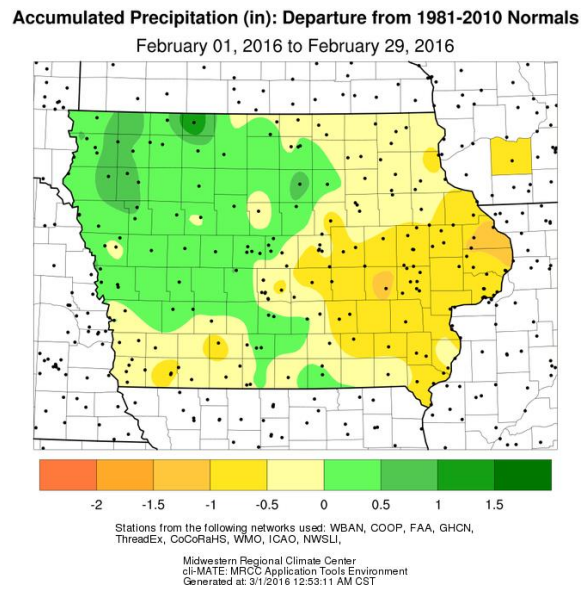 Accumulated Precipitation (in): Departure from 1981-2010 Normals
February 01, 2016 to February 29, 2016
-2 -1.5 -1 -0.5 0 0.5 1 1.5
Stations from the following networks used: WBAN, COOP, FAA, GHCN,
ThreadEx, CoCoRaHS, WMO, ICAO, NWSLI,
Midwestern Regional Climate Center
cli-MATE: MRCC Application Tools Environment
Generated at: 3/1/2016 12:53:11 AM CST